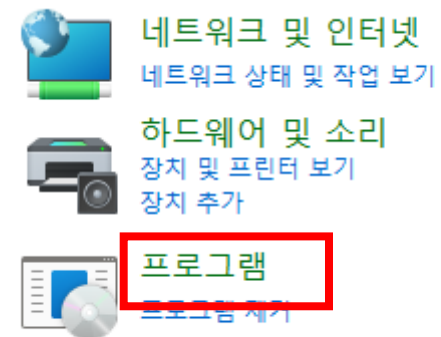 네트워크 및 인터넷
네트워크 상태 및 작업 보기
하드웨어 및 소리
장치 및 프린터 보기
장치 추가
프로그램
프로그램 제거